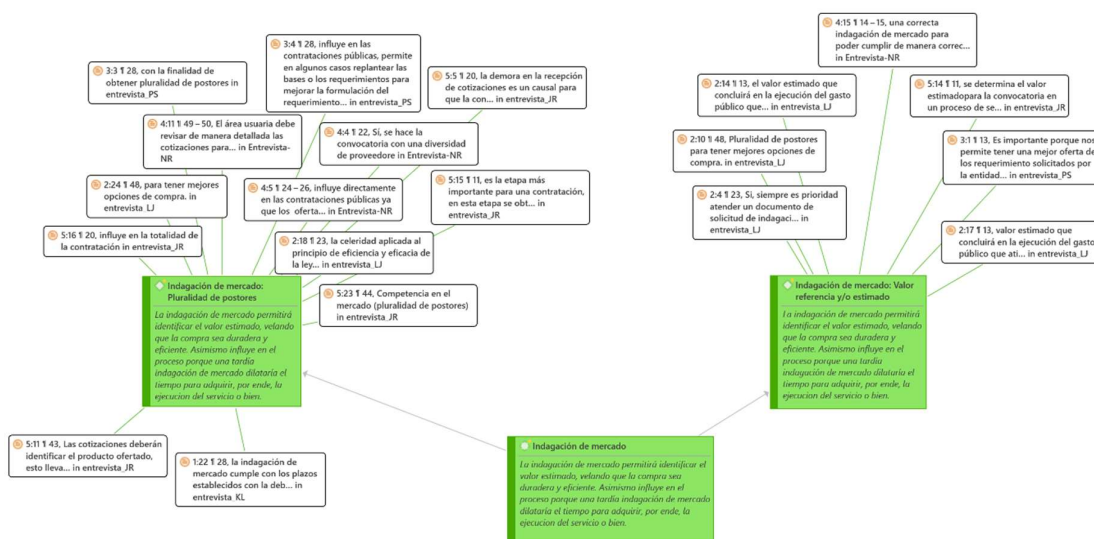 4:15 ¶ 14 – 15, una correcta
indagación de mercado para
poder cumplir de manera correc...
in Entrevista-NR
3:4 ¶ 28, influye en las
contrataciones públicas, permite
en algunos casos replantear las
bases o los requerimientos para
mejorar la formulación del
requerimiento... in entrevista_PS
3:3 ¶ 28, con la finalidad de
obtener pluralidad de postores in
entrevista_PS
5:5 ¶ 20, la demora en la recepción
de cotizaciones es un causal para
que la con... in entrevista_JR
2:14 ¶ 13, el valor estimado que
concluirá en la ejecución del gasto
público que... in entrevista_LJ
5:14 ¶ 11, se determina el valor
estimadopara la convocatoria en
un proceso de se... in entrevista_JR
4:11 ¶ 49 – 50, El área usuaria debe
revisar de manera detallada las
cotizaciones para... in Entrevista-
NR
4:4 ¶ 22, Sí, se hace la
convocatoria con una diversidad
de proveedore in Entrevista-NR
2:10 ¶ 48, Pluralidad de postores
para tener mejores opciones de
compra. in entrevista_LJ
3:1 ¶ 13, Es importante porque nos
permite tener una mejor oferta de
los requerimiento solicitados por
la entidad... in entrevista_PS
2:24 ¶ 48, para tener mejores
opciones de compra. in
entrevista_LJ
4:5 ¶ 24 – 26, influye directamente
en las contrataciones públicas ya
que los oferta... in Entrevista-NR
5:15 ¶ 11, es la etapa más
importante para una contratación,
en esta etapa se obt... in
entrevista_JR
2:4 ¶ 23, Si, siempre es prioridad
atender un documento de
solicitud de indagaci... in
entrevista_LJ
5:16 ¶ 20, influye en la totalidad de
la contratación in entrevista_JR
2:18 ¶ 23, la celeridad aplicada al
principio de eficiencia y eficacia de
la ley... in entrevista_LJ
2:17 ¶ 13, valor estimado que
concluirá en la ejecución del gasto
público que ati... in entrevista_LJ
Indagación de mercado:
Pluralidad de postores
La indagación de mercado permitirá
identificar el valor estimado, velando
que la compra sea duradera y
eficiente. Asimismo influye en el
proceso porque una tardía
indagación de mercado dilataría el
tiempo para adquirir, por ende, la
ejecucion del servicio o bien.
5:23 ¶ 44, Competencia en el
mercado (pluralidad de postores)
in entrevista_JR
Indagación de mercado: Valor
referencia y/o estimado
La indagación de mercado permitirá
identificar el valor estimado, velando
que la compra sea duradera y
eficiente. Asimismo influye en el
proceso porque una tardía
indagación de mercado dilataría el
tiempo para adquirir, por ende, la
ejecucion del servicio o bien.
5:11 ¶ 43, Las cotizaciones deberán
identificar el producto ofertado,
esto lleva... in entrevista_JR
1:22 ¶ 28, la indagación de
mercado cumple con los plazos
establecidos con la deb... in
entrevista_KL
Indagación de mercado
La indagación de mercado permitirá identificar el
valor estimado, velando que la compra sea
duradera y eficiente. Asimismo influye en el
proceso porque una tardía indagación de mercado
dilataría el tiempo para adquirir, por ende, la
ejecucion del servicio o bien.